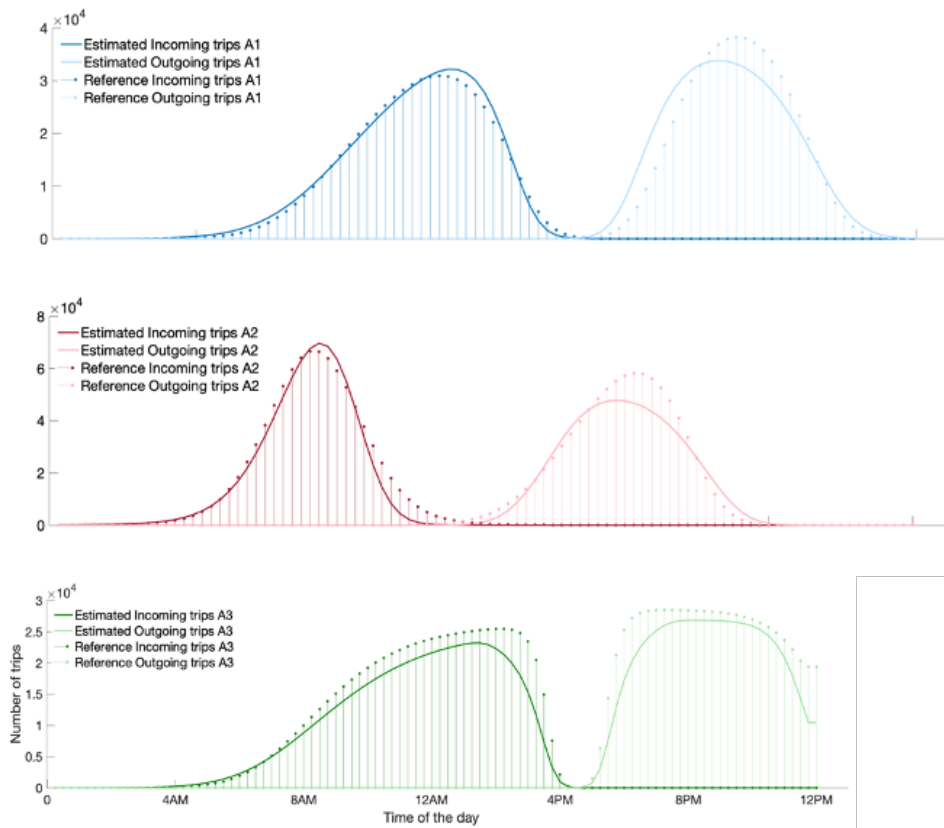 ×10⁴
4
3
2
1
0
Estimated Incoming trips A1
Estimated Outgoing trips A1
Reference Incoming trips A1
Reference Outgoing trips A1
×10⁴
8
6
4
2
0
Estimated Incoming trips A2
Estimated Outgoing trips A2
Reference Incoming trips A2
Reference Outgoing trips A2
×10⁴
3
2.5
2
1.5
1
0.5
0
Number of trips
Estimated Incoming trips A3
Estimated Outgoing trips A3
Reference Incoming trips A3
Reference Outgoing trips A3
0 4AM 8AM 12AM 4PM 8PM 12PM
Time of the day